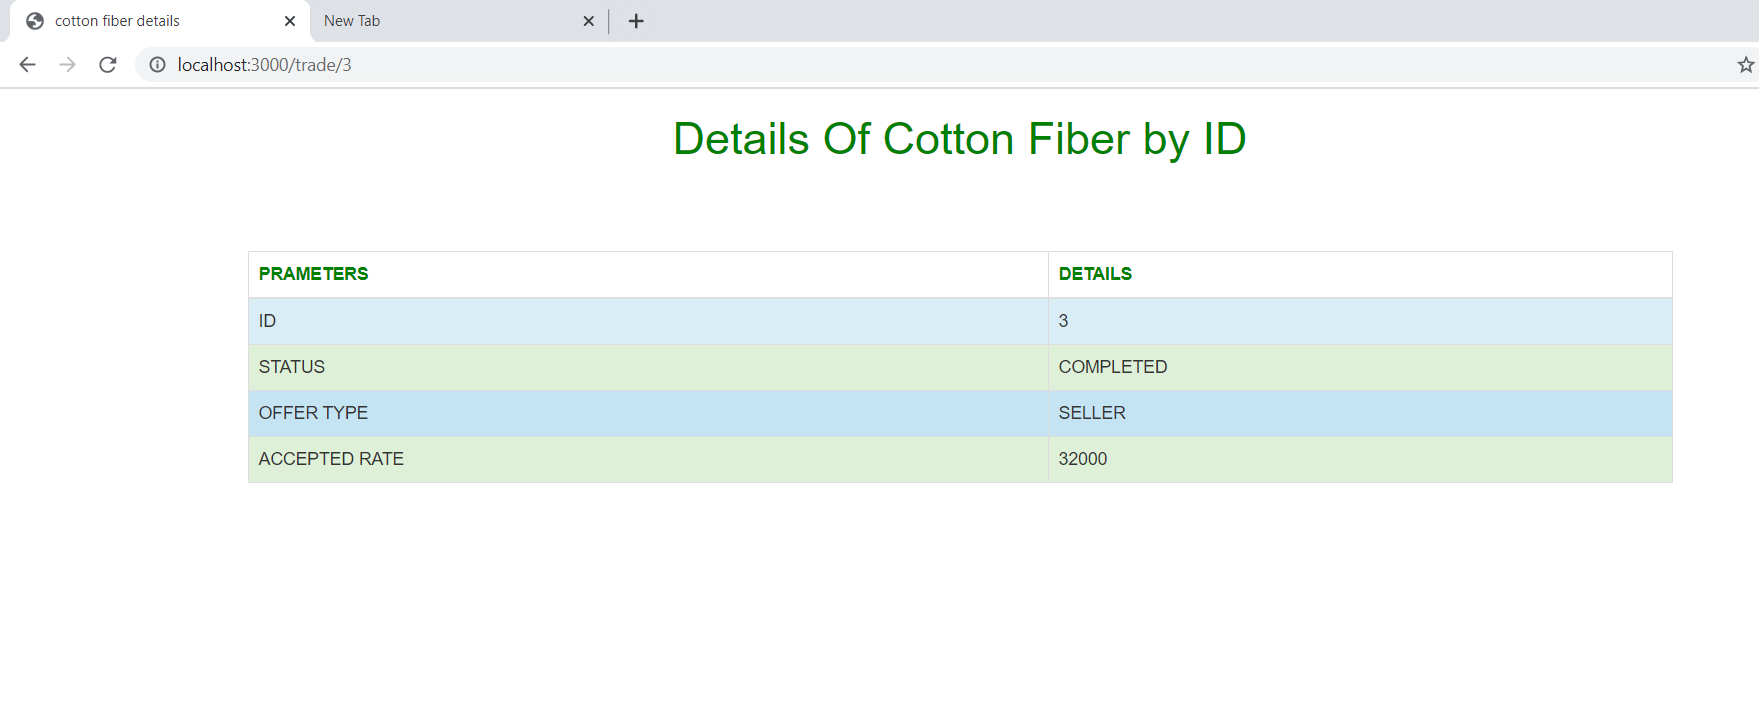 cotton fiber details
New Tab
localhost:3000/trade/3
Details Of Cotton Fiber by ID
PRAMETERS DETAILS
ID 3
STATUS COMPLETED
OFFER TYPE SELLER
ACCEPTED RATE 32000